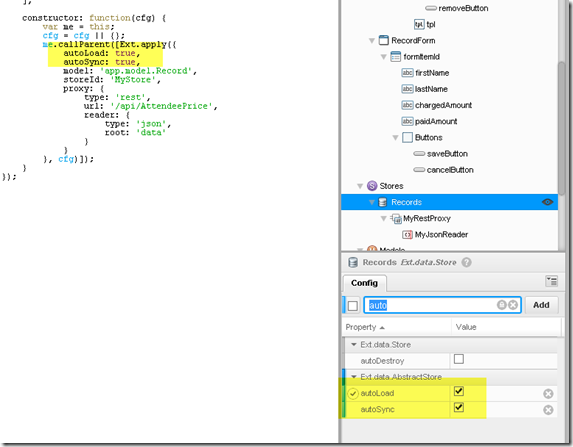 ],
constructor: function(cfg) {
var me = this;
cfg = cfg || {};
me.callParent([Ext.apply({
autoLoad: true,
autoSync: true,
model: 'app.model.Record',
storeId: 'MyStore',
proxy: {
type: 'rest',
url: '/api/AttendeePrice',
reader: {
type: 'json',
root: 'data'
}
}
}, cfg)]);
}
});
removeButton
tpl
RecordForm
formItemId
firstName
lastName
chargedAmount
paidAmount
Buttons
saveButton
cancelButton
S Stores
Records
MyRestProxy
MyJsonReader
Models
Records Ext.data.Store ?
Config
auto Add
Property Value
Ext.data.Store
autoDestroy
Ext.data.AbstractStore
autoLoad
autoSync